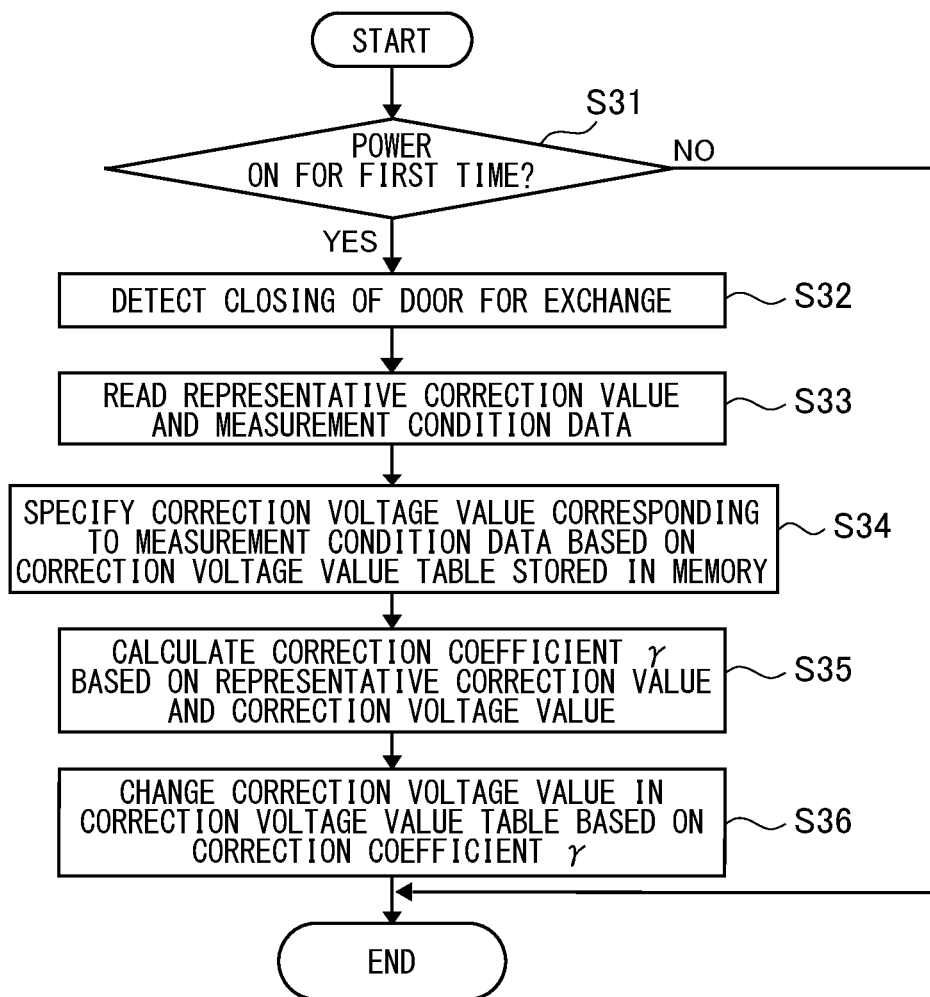 START
S31
POWER
ON FOR FIRST TIME?
NO
YES
DETECT CLOSING OF DOOR FOR EXCHANGE
S32
READ REPRESENTATIVE CORRECTION VALUE
AND MEASUREMENT CONDITION DATA
S33
SPECIFY CORRECTION VOLTAGE VALUE CORRESPONDING
TO MEASUREMENT CONDITION DATA BASED ON
CORRECTION VOLTAGE VALUE TABLE STORED IN MEMORY
S34
CALCULATE CORRECTION COEFFICIENT γ
BASED ON REPRESENTATIVE CORRECTION VALUE
AND CORRECTION VOLTAGE VALUE
S35
CHANGE CORRECTION VOLTAGE VALUE IN
CORRECTION VOLTAGE VALUE TABLE BASED ON
CORRECTION COEFFICIENT γ
S36
END